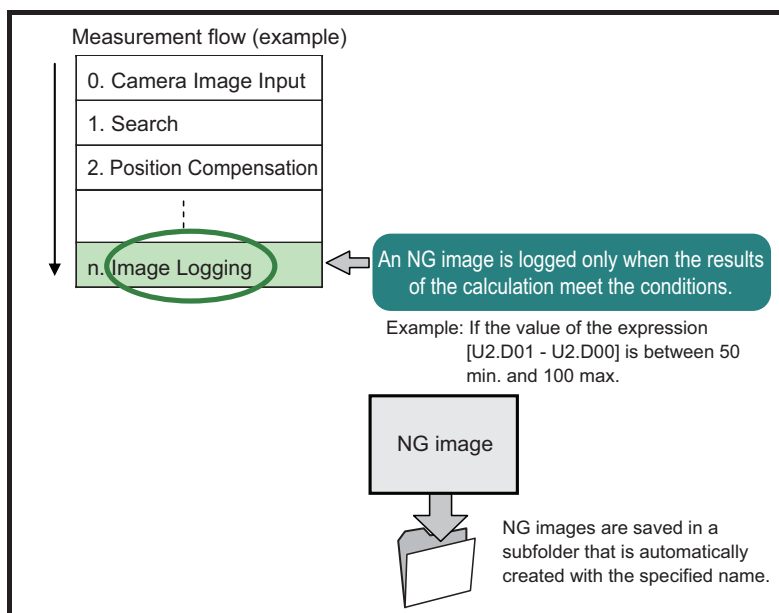 Measurement flow (example)
0. Camera Image Input
1. Search
2. Position Compensation
n. Image Logging
An NG image is logged only when the results
of the calculation meet the conditions.
Example: If the value of the expression
[U2.D01 - U2.D00] is between 50
min. and 100 max.
NG image
NG images are saved in a
subfolder that is automatically
created with the specified name.